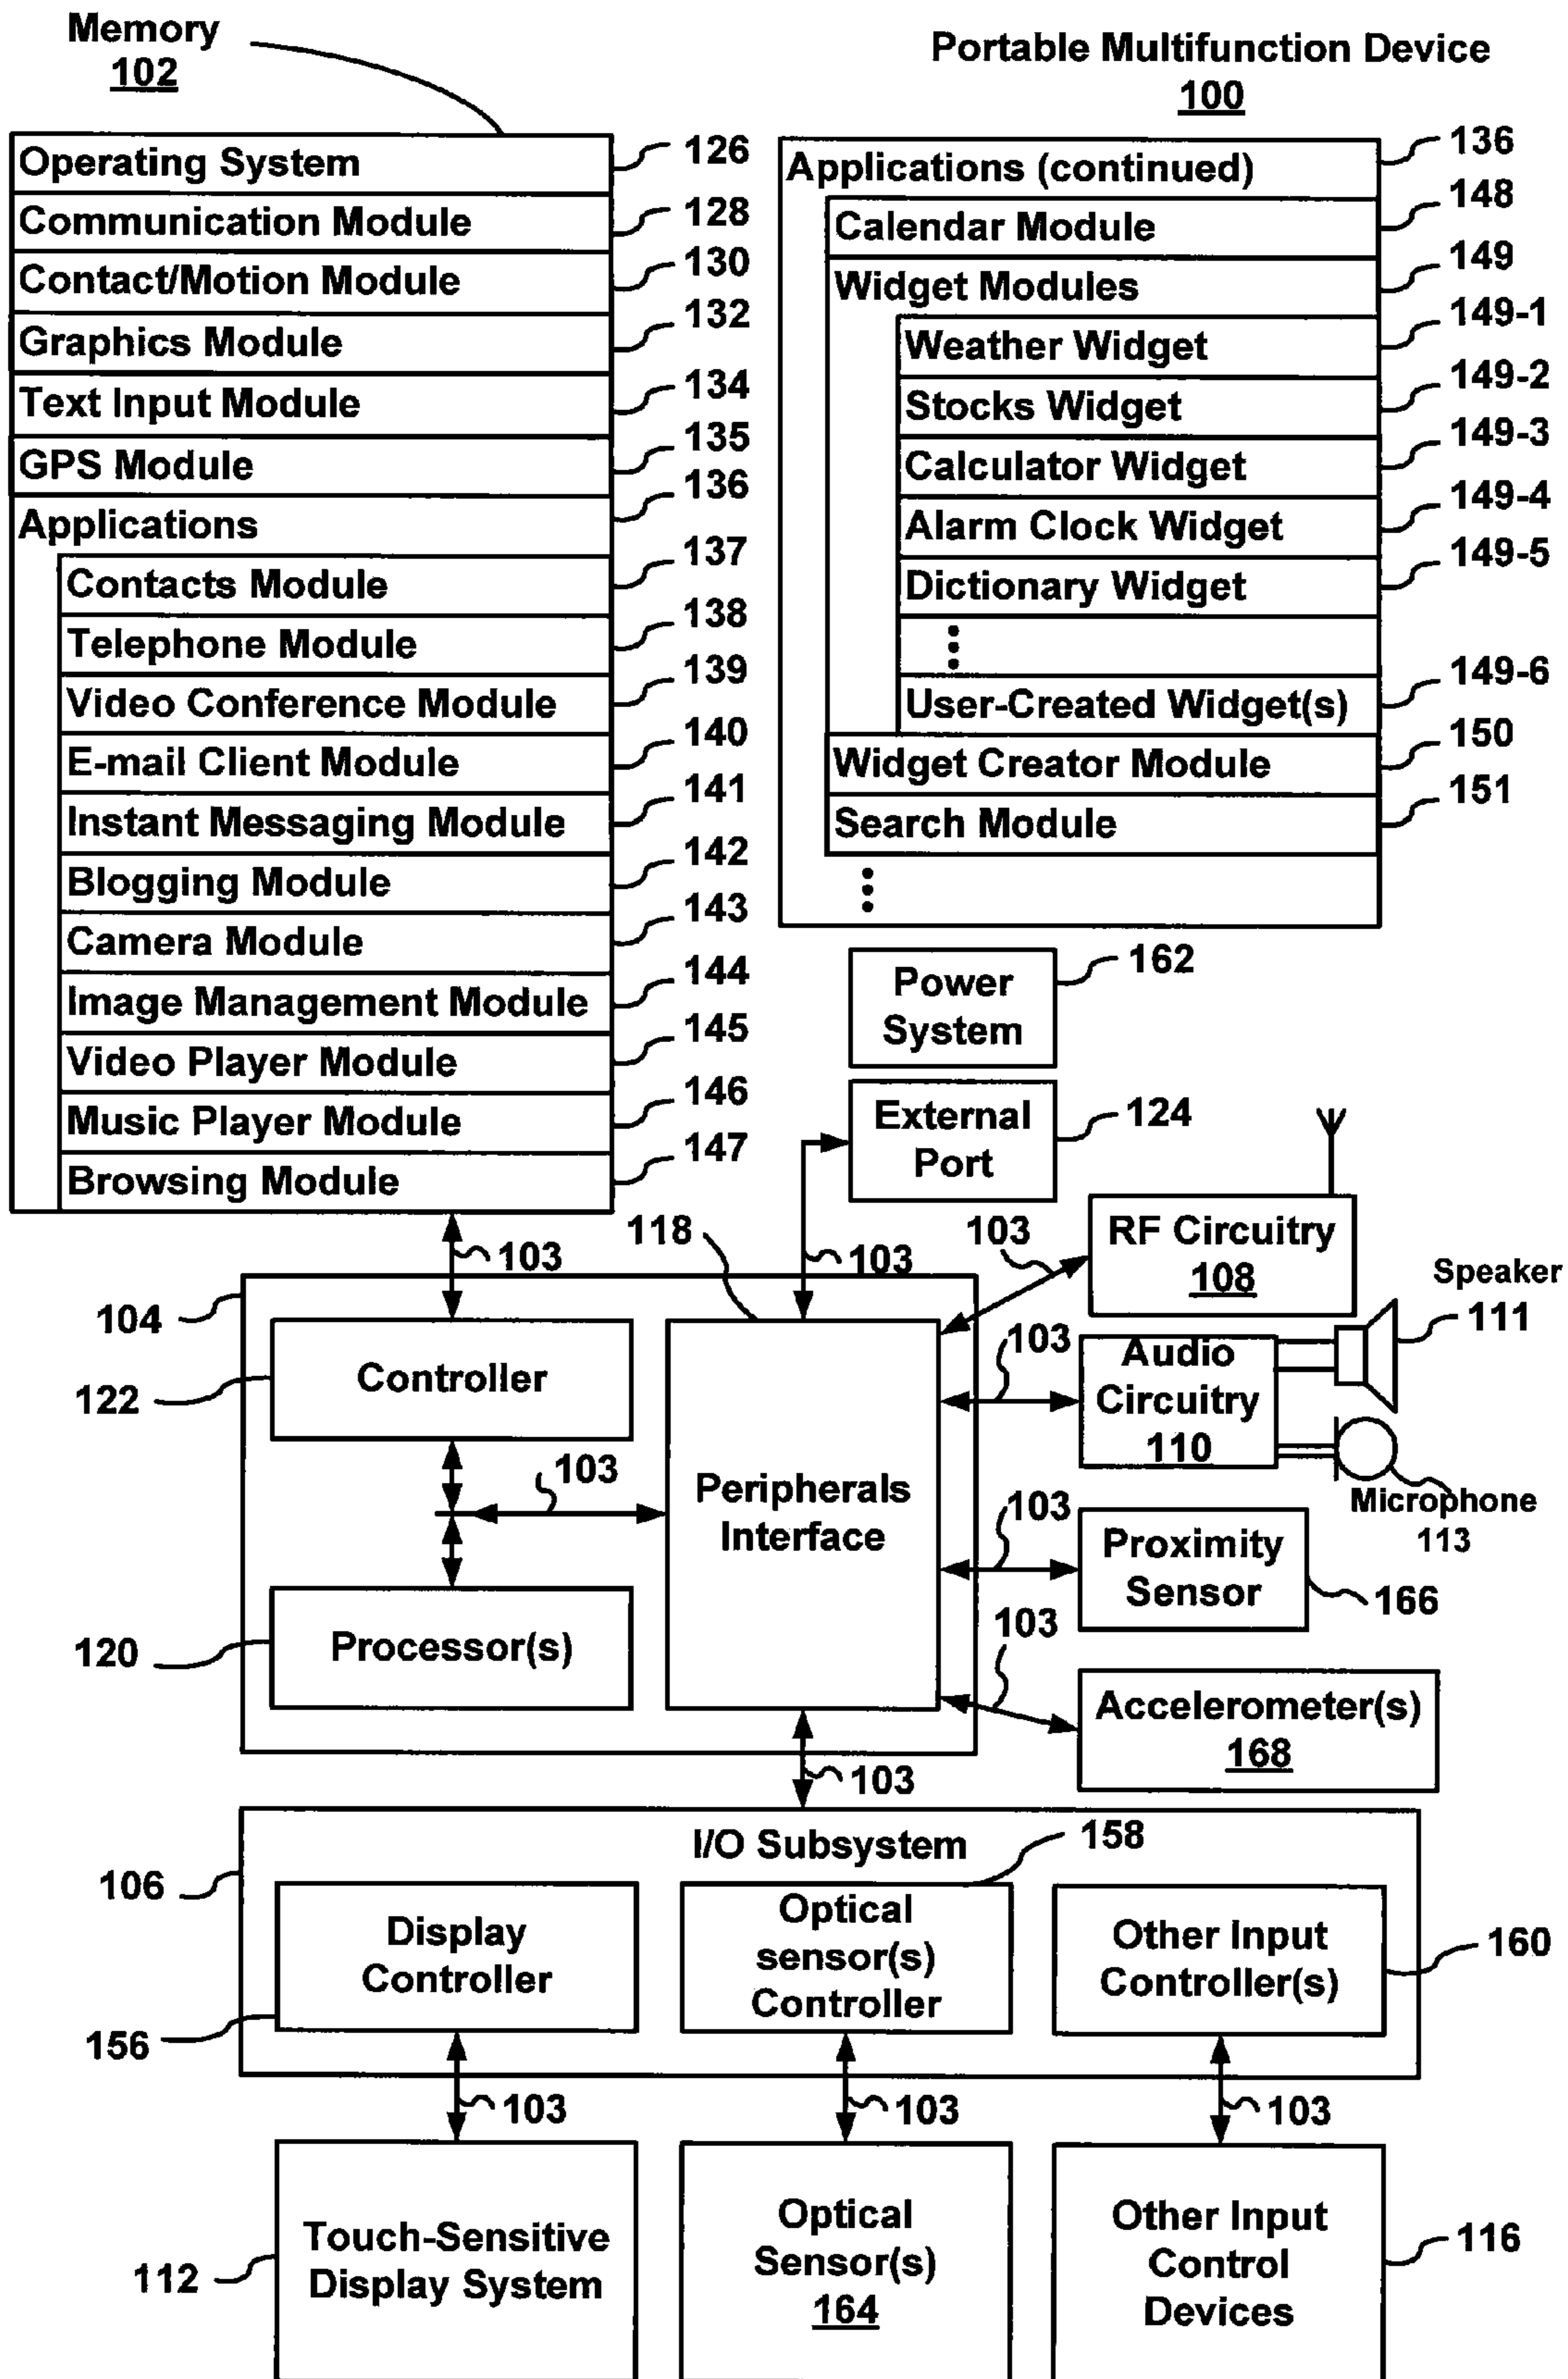 Memory
102
Portable Multifunction Device
100
Operating System
126
Communication Module
128
Contact/Motion Module
130
Graphics Module
132
Text Input Module
134
GPS Module
135
Applications
136
Contacts Module
137
Telephone Module
138
Video Conference Module
139
E-mail Client Module
140
Instant Messaging Module
141
Blogging Module
142
Camera Module
143
Image Management Module
144
Video Player Module
145
Music Player Module
146
Browsing Module
147
Applications (continued)
136
Calendar Module
148
Widget Modules
149
Weather Widget
149-1
Stocks Widget
149-2
Calculator Widget
149-3
Alarm Clock Widget
149-4
Dictionary Widget
149-5
User-Created Widget(s)
149-6
Widget Creator Module
150
Search Module
151
Power
System
162
External
Port
124
103
118
103
103
RF Circuitry
108
Speaker
111
104
Controller
122
103
Audio
Circuitry
110
Microphone
113
103
Peripherals
Interface
103
Proximity
Sensor
166
Processor(s)
120
103
Accelerometer(s)
168
103
I/O Subsystem
158
106
Display
Controller
156
Optical
sensor(s)
Controller
Other Input
Controller(s)
160
103
103
103
Touch-Sensitive
Display System
112
Optical
Sensor(s)
164
Other Input
Control
Devices
116